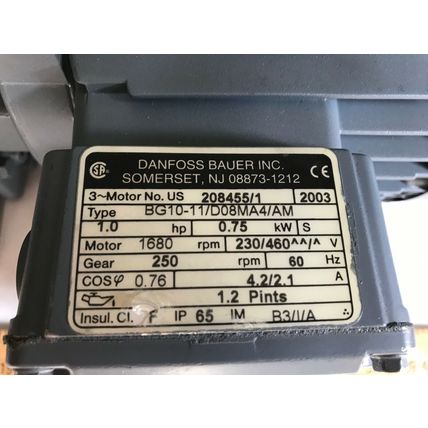 DANFOSS BAUER INC.
SOMERSET, NJ 08873-1212
3~Motor No. US 208455/1 2003
Type BG10-11/D08MA4/AM
1.0 hp 0.75 kW S
Motor 1680 rpm 230/460^^/^ V
Gear 250 rpm 60 Hz
COSφ 0.76 4.2/2.1 A
1.2 Pints
Insul. Cl. F IP 65 IM B3/I/A